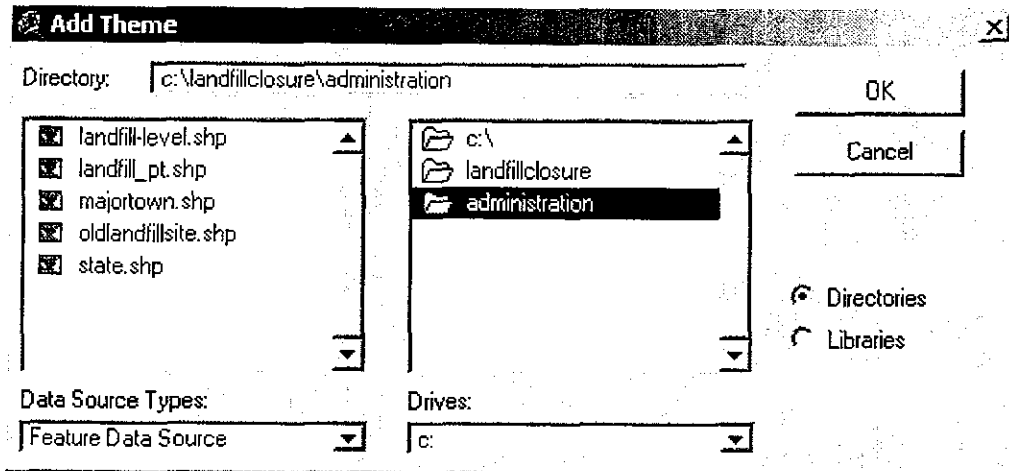 Add Theme
Directory: c:\landfillclosure\administration
OK
Cancel
landfill-level.shp
landfill_pt.shp
majortown.shp
oldlandfillsite.shp
state.shp
c:\
landfillclosure
administration
Directories
Libraries
Data Source Types:
Feature Data Source
Drives:
c: